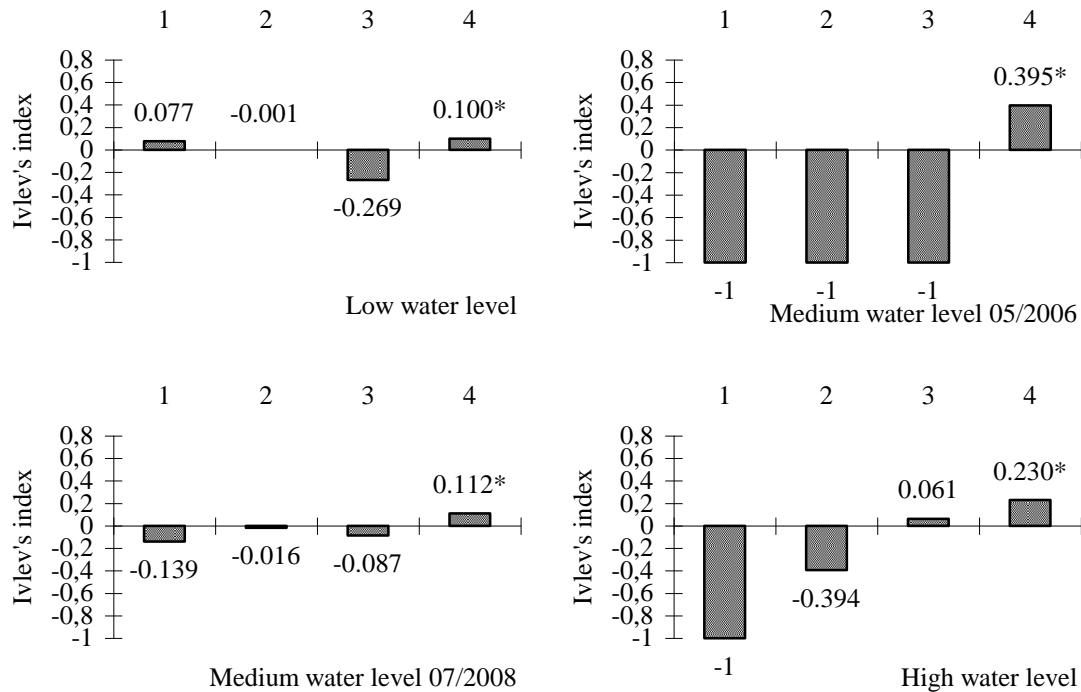 1 2 3 4
0,8
0,6
0,4
0,2
0
-0,2
-0,4
-0,6
-0,8
-1
Ivlev's index
0.077 -0.001 -0.269 0.100*
Low water level
1 2 3 4
0,8
0,6
0,4
0,2
0
-0,2
-0,4
-0,6
-0,8
-1
Ivlev's index
0.395*
-1 -1 -1
Medium water level 05/2006
1 2 3 4
0,8
0,6
0,4
0,2
0
-0,2
-0,4
-0,6
-0,8
-1
Ivlev's index
-0.139 -0.016 -0.087 0.112*
Medium water level 07/2008
1 2 3 4
0,8
0,6
0,4
0,2
0
-0,2
-0,4
-0,6
-0,8
-1
Ivlev's index
-1 -0.394 0.061 0.230*
High water level